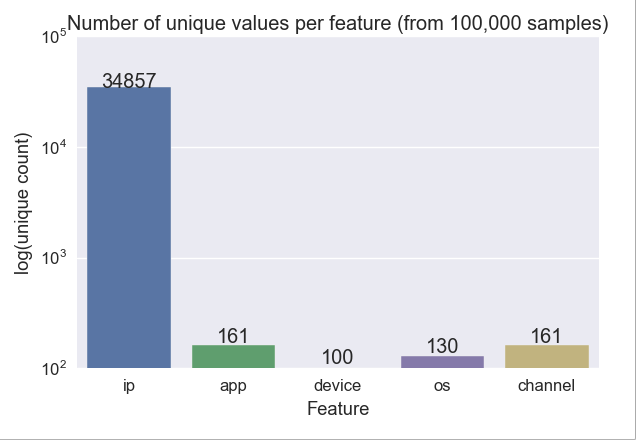 Number of unique values per feature (from 100,000 samples)
10^5
10^4
10^3
10^2
log(unique count)
34857
161
100
130
161
ip
app
device
os
channel
Feature